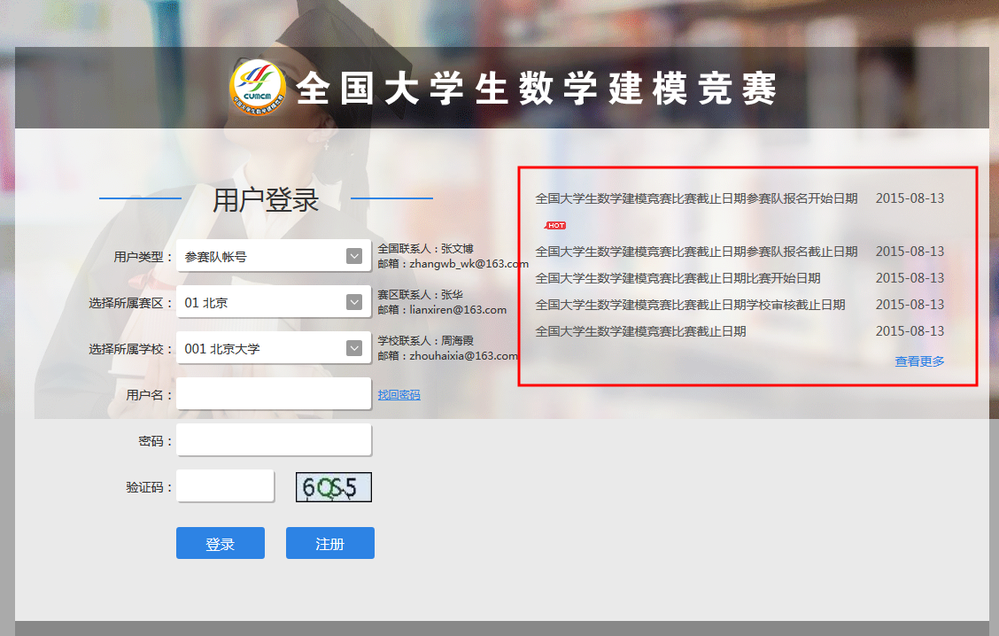 CUMCM
全国大学生数学建模竞赛
用户登录
用户类型：
参赛队帐号
全国联系人：张文博
邮箱：zhangwb_wk@163.com
选择所属赛区：
01 北京
赛区联系人：张华
邮箱：lianxiren@163.com
选择所属学校：
001 北京大学
学校联系人：周海霞
邮箱：zhouhaixia@163.com
用户名：
找回密码
密码：
验证码：
6QS5
登录
注册
全国大学生数学建模竞赛比赛截止日期参赛队报名开始日期 2015-08-13
HOT
全国大学生数学建模竞赛比赛截止日期参赛队报名截止日期 2015-08-13
全国大学生数学建模竞赛比赛截止日期比赛开始日期 2015-08-13
全国大学生数学建模竞赛比赛截止日期学校审核截止日期 2015-08-13
全国大学生数学建模竞赛比赛截止日期 2015-08-13
查看更多